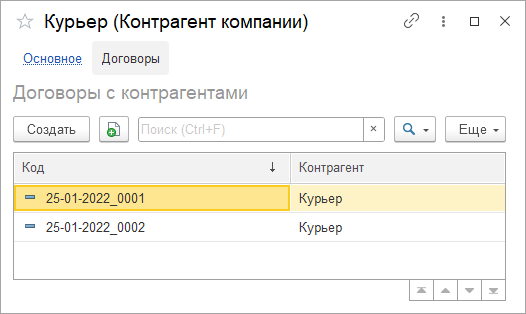 Курьер (Контрагент компании)
Основное Договоры
Договоры с контрагентами
Создать Поиск (Ctrl+F) × Еще
Код ↓ Контрагент
25-01-2022_0001 Курьер
25-01-2022_0002 Курьер